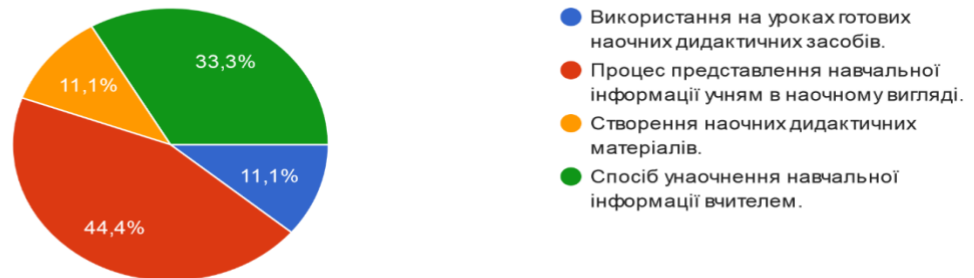 33,3%
11,1%
11,1%
44,4%
Використання на уроках готових
наочних дидактичних засобів.
Процес представлення навчальної
інформації учням в наочному вигляді.
Створення наочних дидактичних
матеріалів.
Спосіб унаочнення навчальної
інформації вчителем.